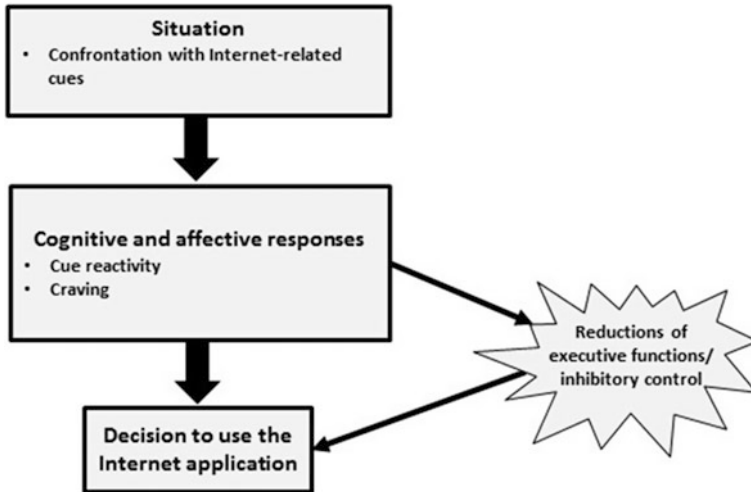 Situation
• Confrontation with Internet-related
cues
Cognitive and affective responses
• Cue reactivity
• Craving
Reductions of
executive functions/
inhibitory control
Decision to use the
Internet application